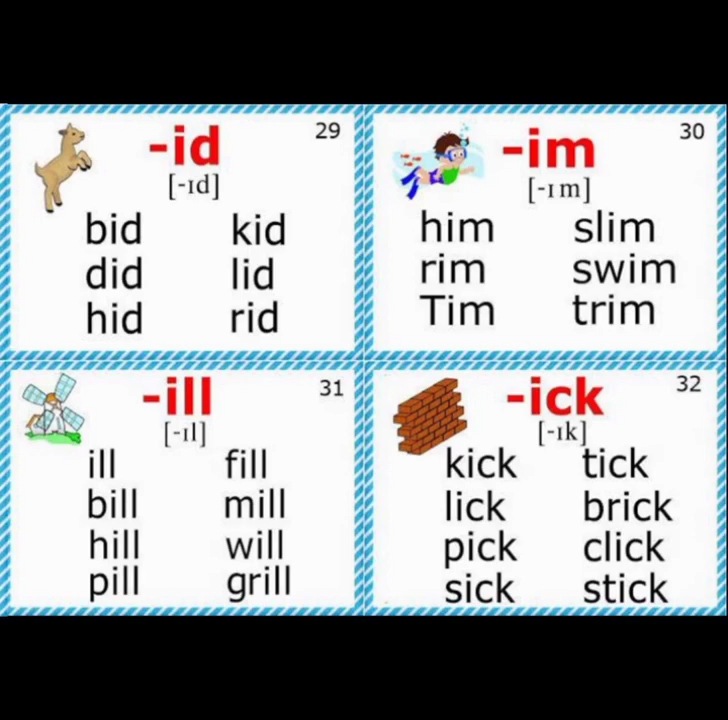 29
-id
[-ɪd]
bid kid
did lid
hid rid
30
-im
[-ɪm]
him slim
rim swim
Tim trim
31
-ill
[-ɪl]
ill fill
bill mill
hill will
pill grill
32
-ick
[-ɪk]
kick tick
lick brick
pick click
sick stick